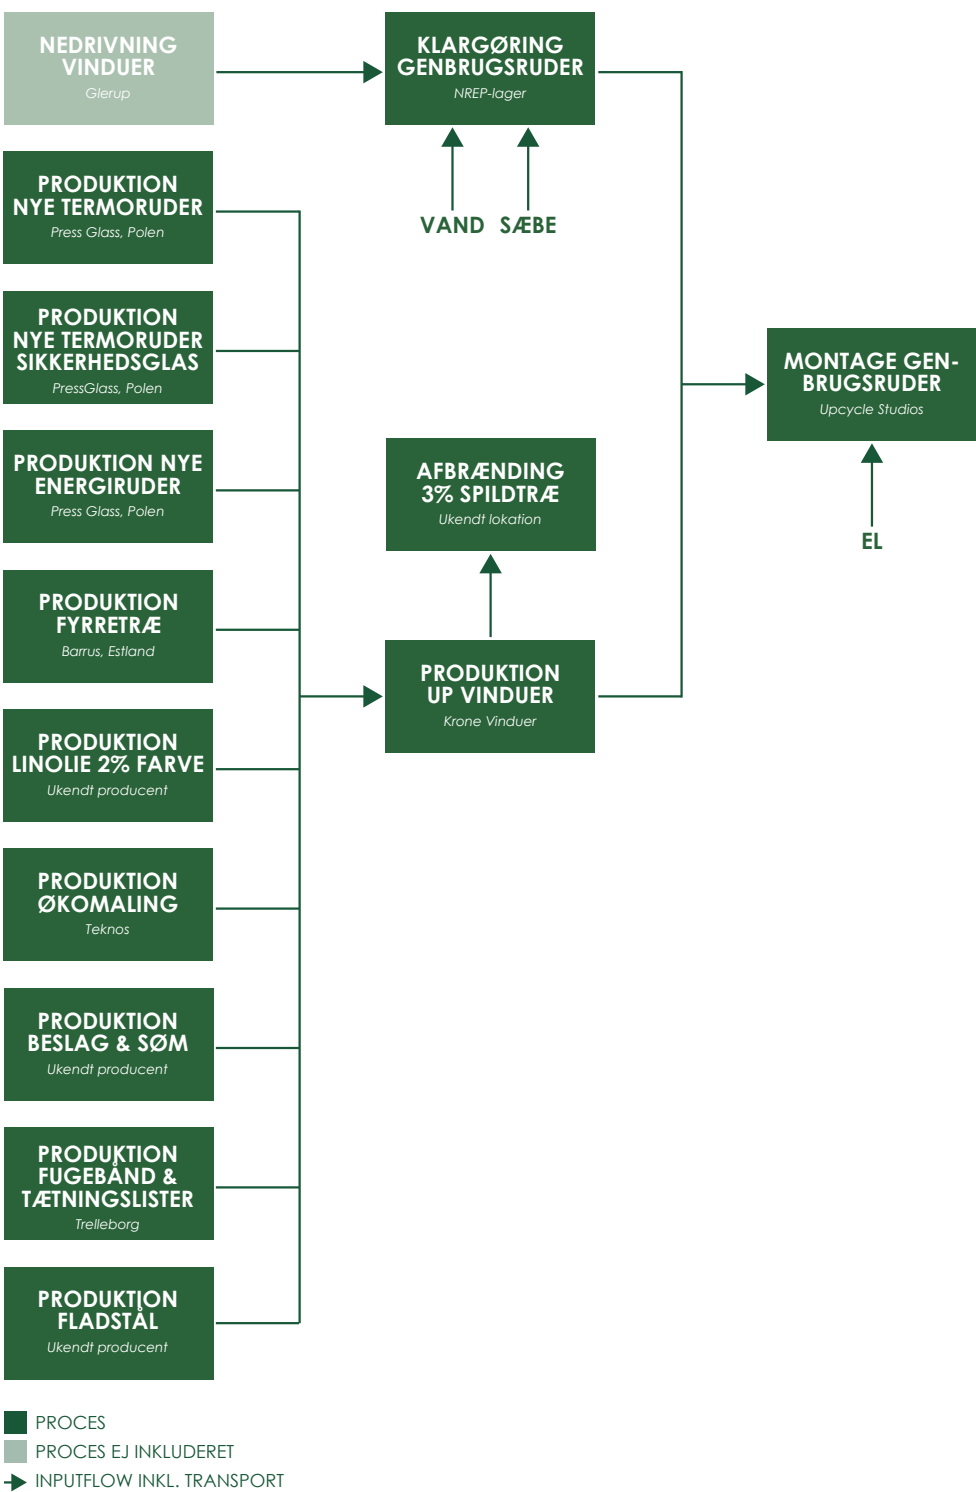 NEDRIVNING
VINDUER
Glerup
KLARGØRING
GENBRUGSRUDER
NREP-lager
PRODUKTION
NYE TERMORUDER
Press Glass, Polen
VAND SÆBE
PRODUKTION
NYE TERMORUDER
SIKKERHEDSGLAS
PressGlass, Polen
MONTAGE GEN-
BRUGSRUDER
Upcycle Studios
EL
PRODUKTION NYE
ENERGIRUDER
Press Glass, Polen
AFBRÆNDING
3% SPILDTRÆ
Ukendt lokation
PRODUKTION
FYRRETRÆ
Barrus, Estland
PRODUKTION
UP VINDUER
Krone Vinduer
PRODUKTION
LINOLIE 2% FARVE
Ukendt producent
PRODUKTION
ØKOMALING
Teknos
PRODUKTION
BESLAG & SØM
Ukendt producent
PRODUKTION
FUGEBÅND &
TÆTNINGSLISTER
Trelleborg
PRODUKTION
FLADSTÅL
Ukendt producent
PROCES
PROCES EJ INKLUDERET
INPUTFLOW INKL. TRANSPORT